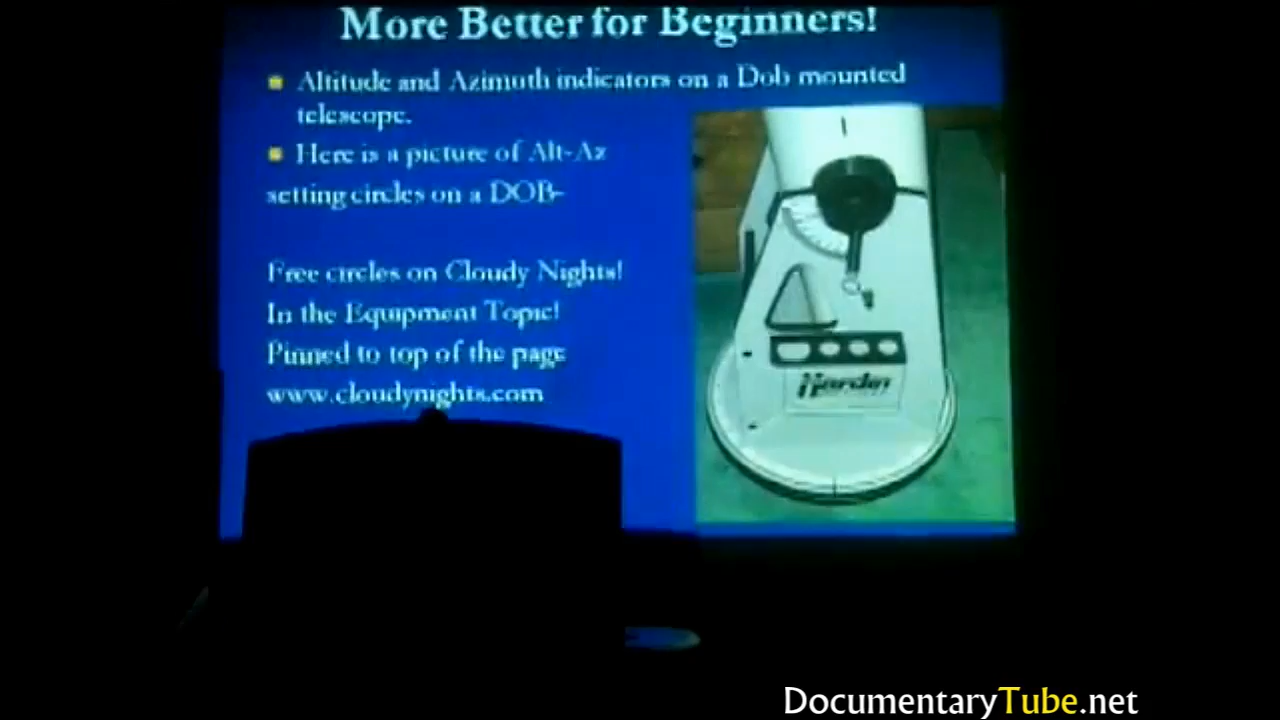 More Better for Beginners!
Altitude and Azimuth indicators on a Dob mounted
telescope.
Here is a picture of Alt-Az
setting circles on a DOB-
Free circles on Cloudy Nights!
In the Equipment Topic!
Pinned to top of the page
www.cloudynights.com
Hardin
DocumentaryTube.net